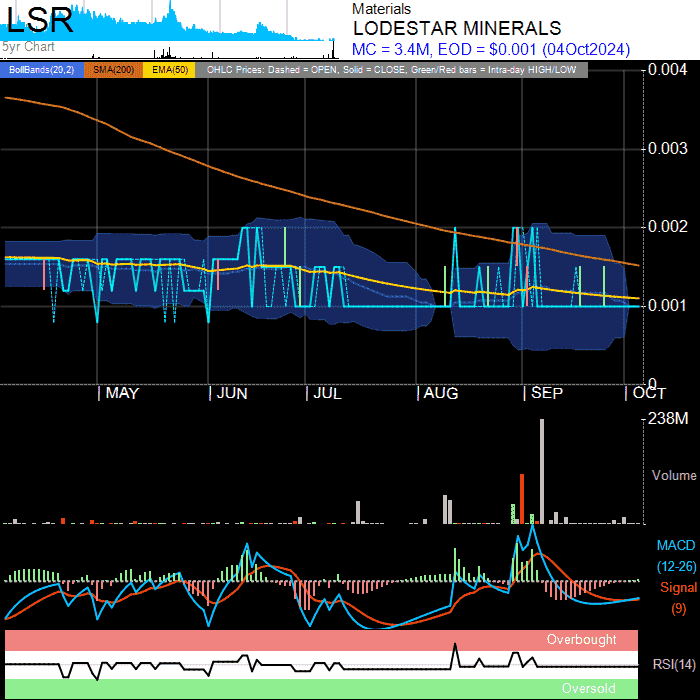 LSR
5yr Chart
Materials
LODESTAR MINERALS
MC = 3.4M, EOD = $0.001 (04Oct2024)
BollBands(20,2) SMA(200) EMA(50) OHLC Prices: Dashed = OPEN, Solid = CLOSE, Green/Red bars = Intra-day HIGH/LOW
0.004
0.003
0.002
0.001
0
MAY JUN JUL AUG SEP OCT
238M
Volume
MACD
(12-26)
Signal
(9)
Overbought
RSI(14)
Oversold